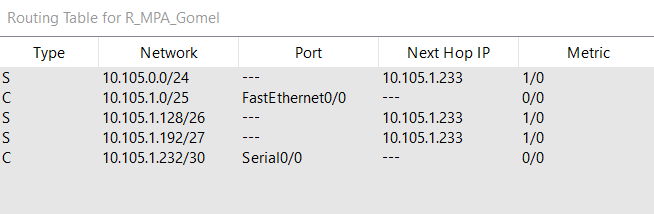 Routing Table for R_MPA_Gomel
Type Network Port Next Hop IP Metric
S 10.105.0.0/24 --- 10.105.1.233 1/0
C 10.105.1.0/25 FastEthernet0/0 --- 0/0
S 10.105.1.128/26 --- 10.105.1.233 1/0
S 10.105.1.192/27 --- 10.105.1.233 1/0
C 10.105.1.232/30 Serial0/0 --- 0/0